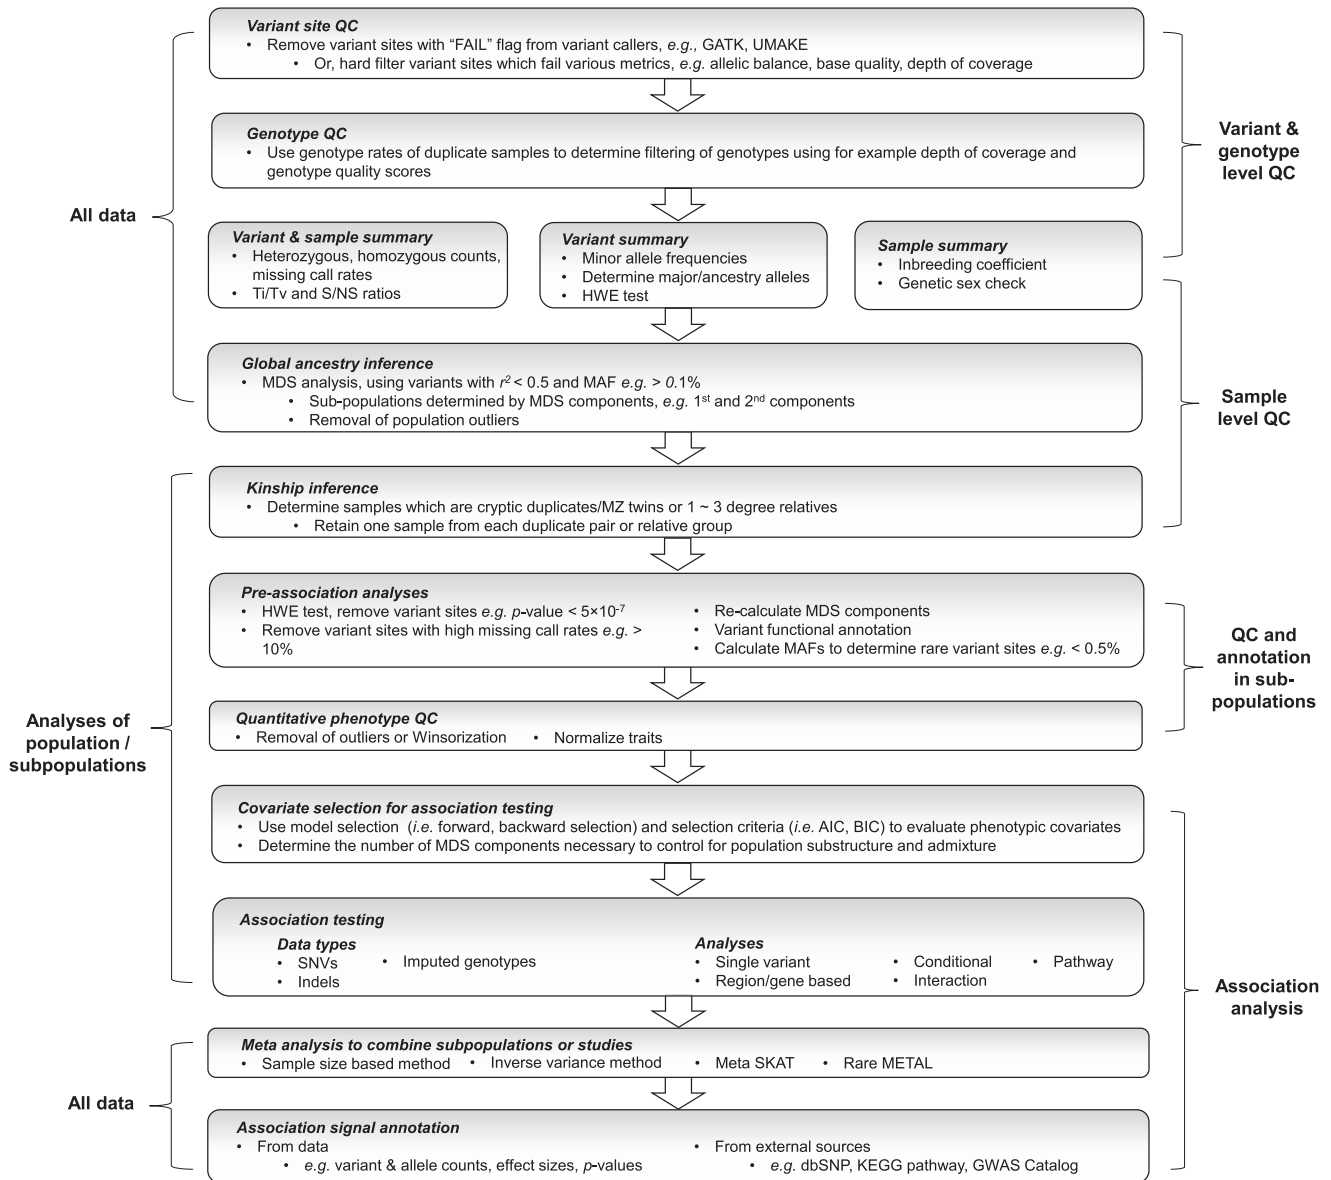 Variant site QC
• Remove variant sites with “FAIL” flag from variant callers, e.g., GATK, UMAKE
• Or, hard filter variant sites which fail various metrics, e.g. allelic balance, base quality, depth of coverage
Genotype QC
• Use genotype rates of duplicate samples to determine filtering of genotypes using for example depth of coverage and
genotype quality scores
Variant &
genotype
level QC
All data
Variant & sample summary
• Heterozygous, homozygous counts,
missing call rates
• Ti/Tv and S/NS ratios
Variant summary
• Minor allele frequencies
• Determine major/ancestry alleles
• HWE test
Sample summary
• Inbreeding coefficient
• Genetic sex check
Global ancestry inference
• MDS analysis, using variants with r² < 0.5 and MAF e.g. > 0.1%
• Sub-populations determined by MDS components, e.g. 1st and 2nd components
• Removal of population outliers
Sample
level QC
Kinship inference
• Determine samples which are cryptic duplicates/MZ twins or 1 ~ 3 degree relatives
• Retain one sample from each duplicate pair or relative group
Pre-association analyses
• HWE test, remove variant sites e.g. p-value < 5×10⁻⁷
• Remove variant sites with high missing call rates e.g. >
10%
• Re-calculate MDS components
• Variant functional annotation
• Calculate MAFs to determine rare variant sites e.g. < 0.5%
QC and
annotation
in sub-
populations
Quantitative phenotype QC
• Removal of outliers or Winsorization • Normalize traits
Analyses of
population /
subpopulations
Covariate selection for association testing
• Use model selection (i.e. forward, backward selection) and selection criteria (i.e. AIC, BIC) to evaluate phenotypic covariates
• Determine the number of MDS components necessary to control for population substructure and admixture
Association testing
Data types
• SNVs • Imputed genotypes
• Indels
Analyses
• Single variant • Conditional • Pathway
• Region/gene based • Interaction
Association
analysis
Meta analysis to combine subpopulations or studies
• Sample size based method • Inverse variance method • Meta SKAT • Rare METAL
All data
Association signal annotation
• From data
• e.g. variant & allele counts, effect sizes, p-values
• From external sources
• e.g. dbSNP, KEGG pathway, GWAS Catalog